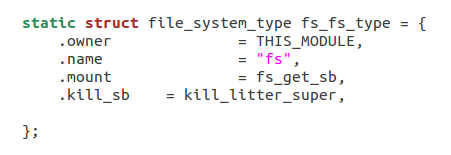 static struct file_system_type fs_fs_type = {
    .owner              = THIS_MODULE,
    .name               = "fs",
    .mount              = fs_get_sb,
    .kill_sb    = kill_litter_super,
};